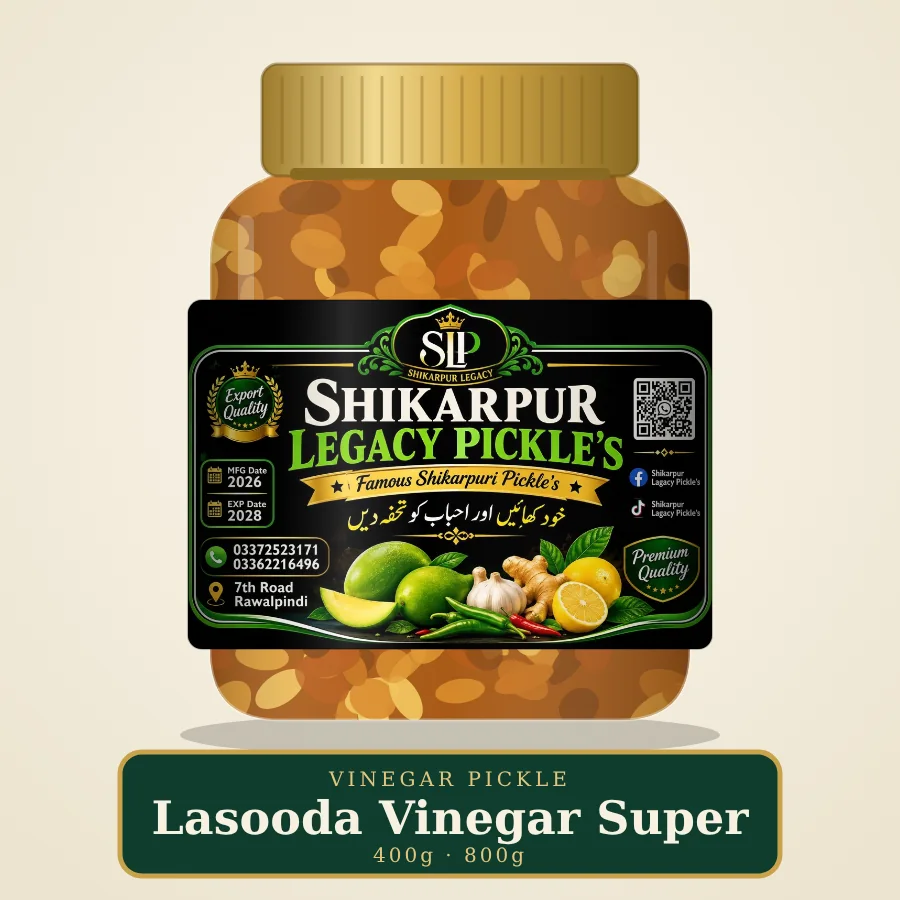 SLP
SHIKARPUR LEGACY
SHIKARPUR
LEGACY PICKLE'S
Famous Shikarpuri Pickle's
خود کھائیں اور احباب کو تحفہ دیں
Export
Quality
MFG Date
2026
EXP Date
2028
03372523171
03362216496
7th Road
Rawalpindi
Shikarpur
Legacy Pickle's
Shikarpur
Legacy Pickle's
Premium
Quality
VINEGAR PICKLE
Lasooda Vinegar Super
400g · 800g